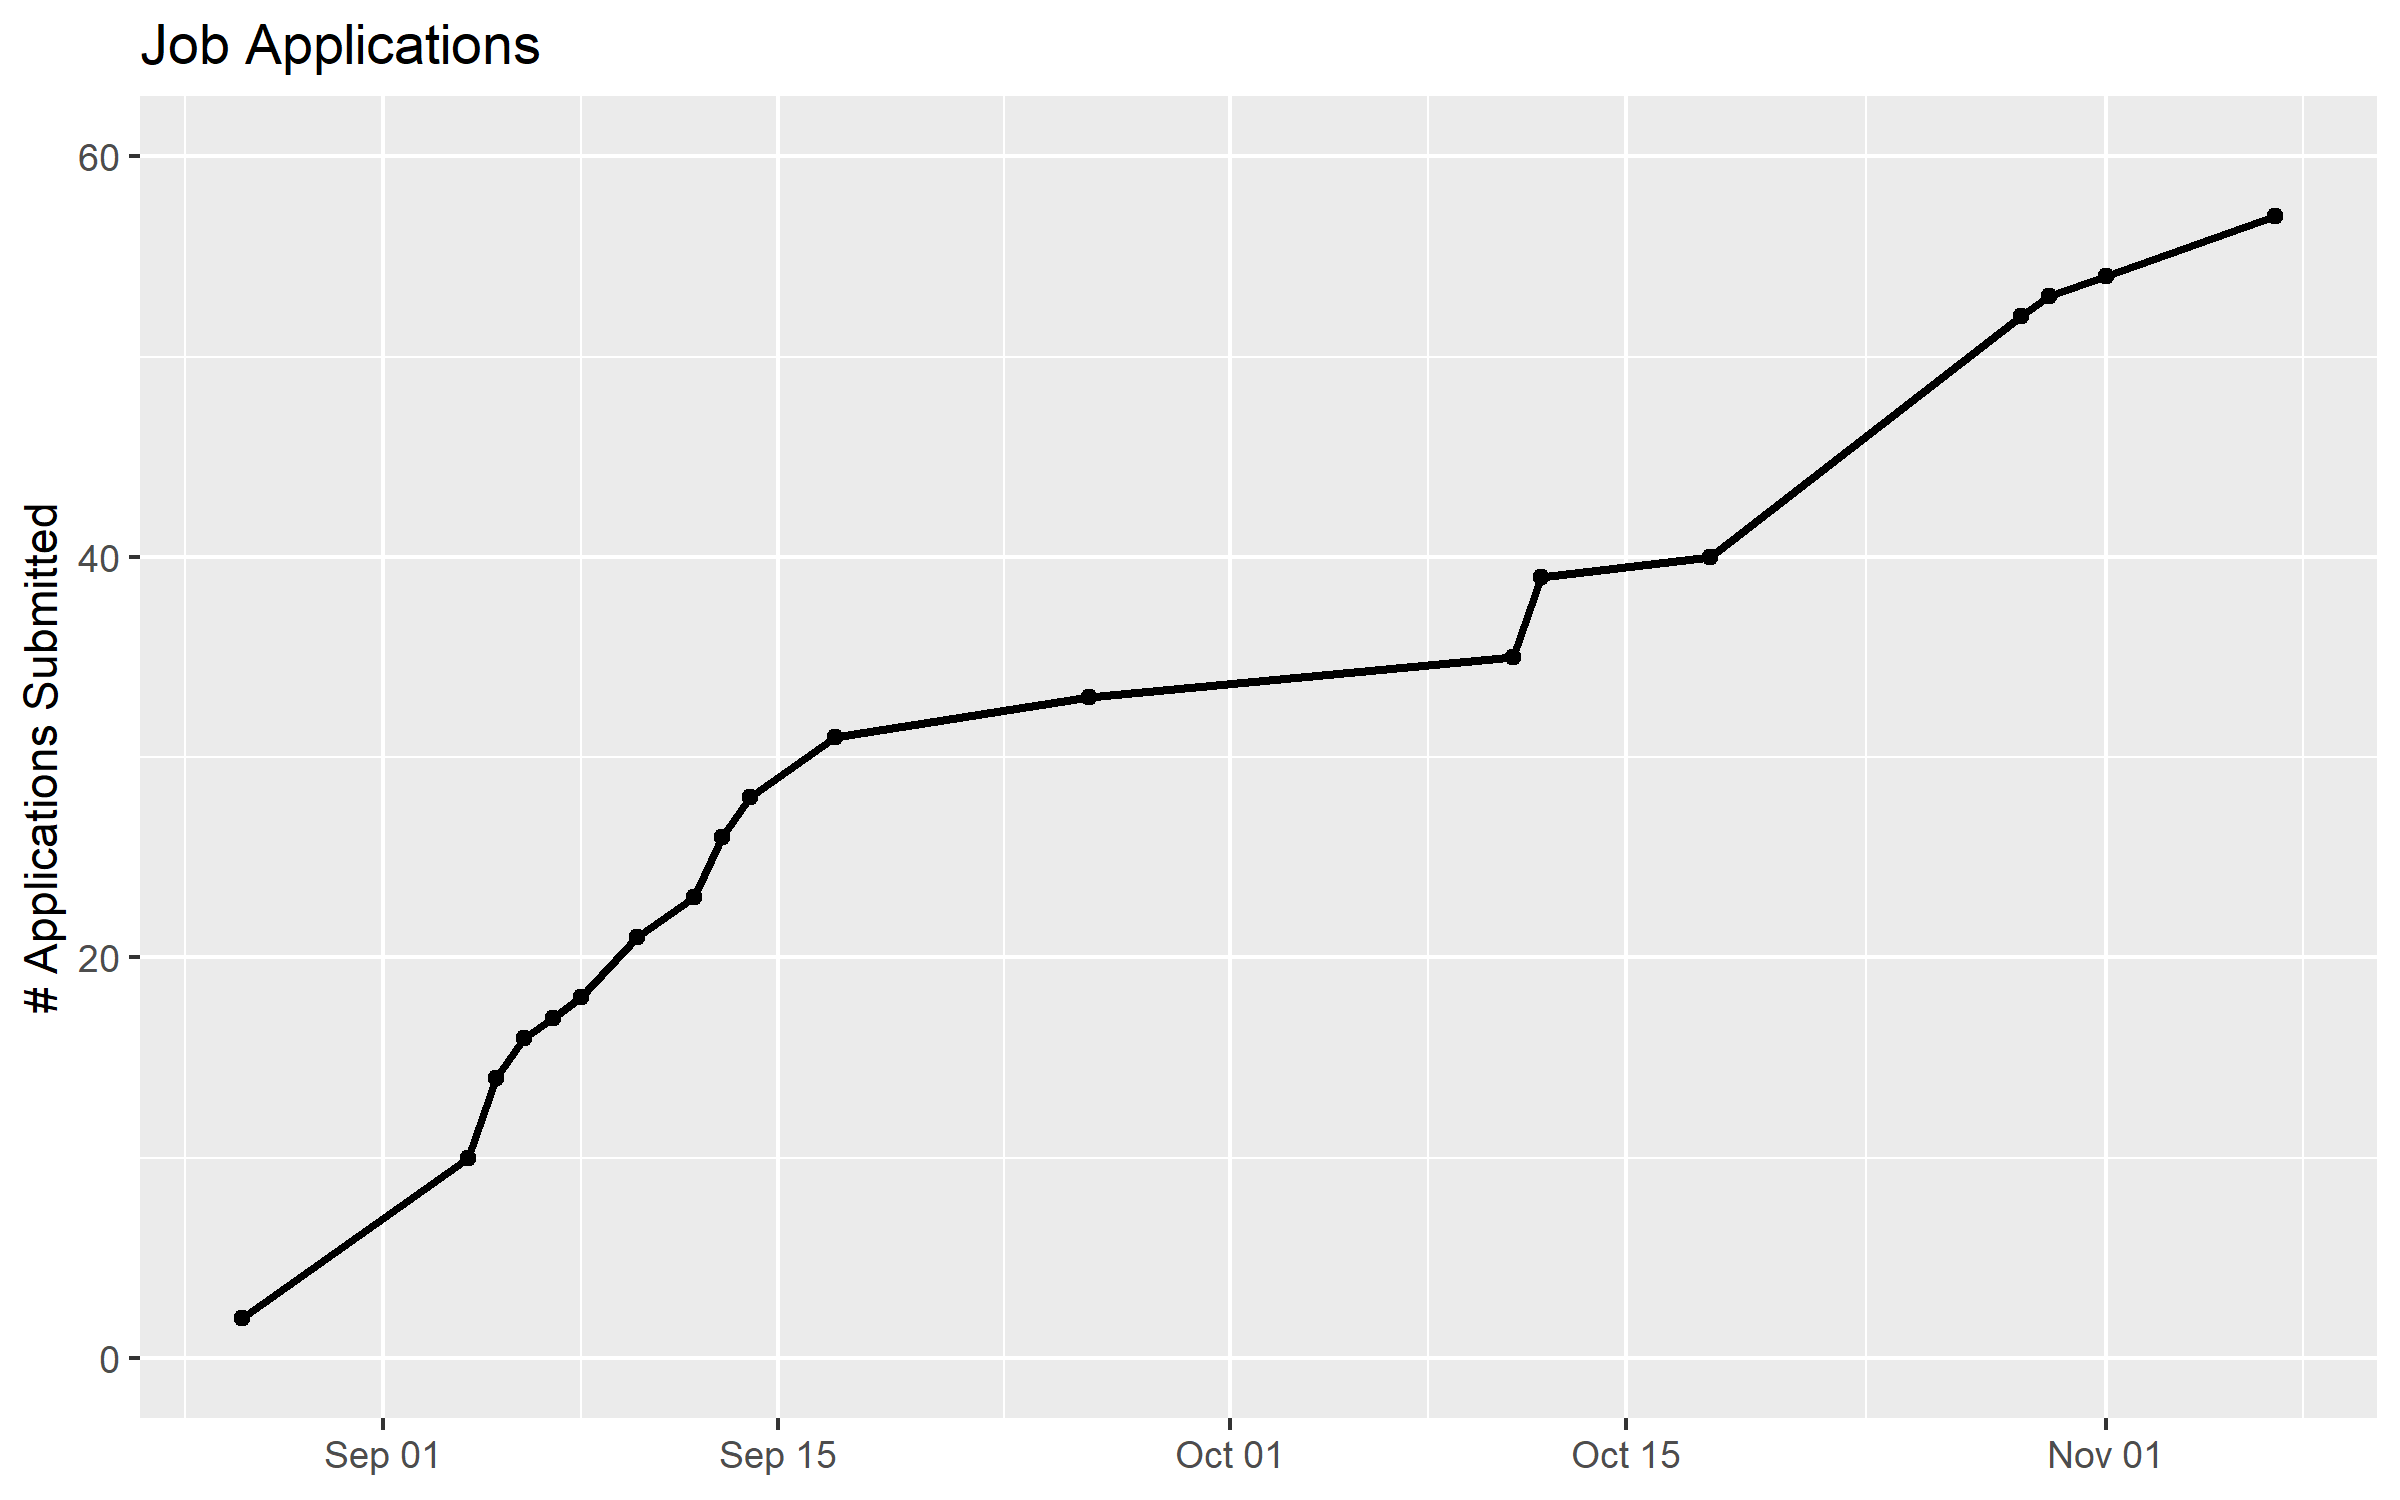 Job Applications
# Applications Submitted
60
40
20
0
Sep 01
Sep 15
Oct 01
Oct 15
Nov 01